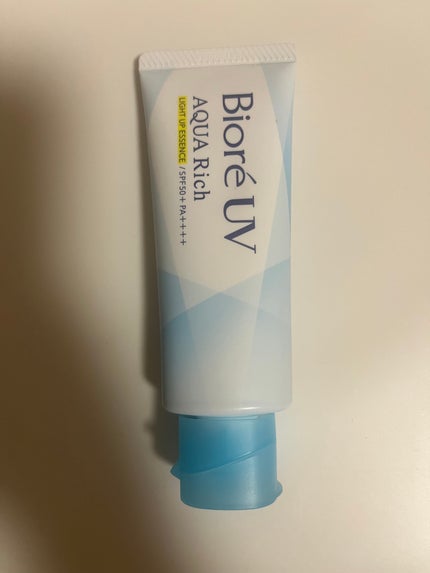 Bioré UV
AQUA Rich
LIGHT UP ESSENCE / SPF50+ PA++++